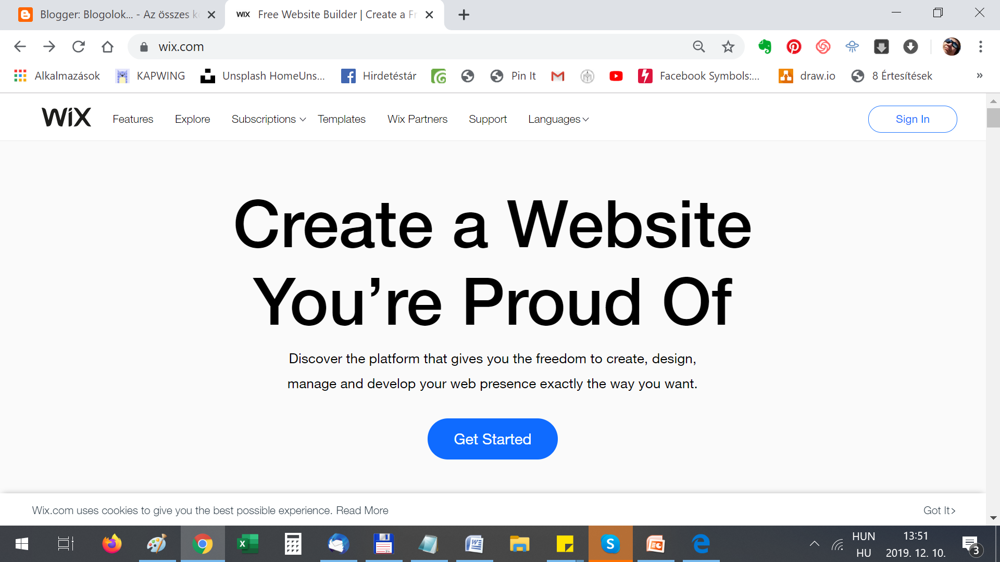 Blogger: Blogolok... - Az összes k
WIX Free Website Builder | Create a Fr
wix.com
Alkalmazások KAPWING Unsplash HomeUns... Hirdetéstár Pin It Facebook Symbols:... draw.io 8 Értesítések »
WiX Features Explore Subscriptions Templates Wix Partners Support Languages Sign In
Create a Website
You’re Proud Of
Discover the platform that gives you the freedom to create, design,
manage and develop your web presence exactly the way you want.
Get Started
Wix.com uses cookies to give you the best possible experience. Read More Got It>
HUN 13:51
HU 2019. 12. 10. 3